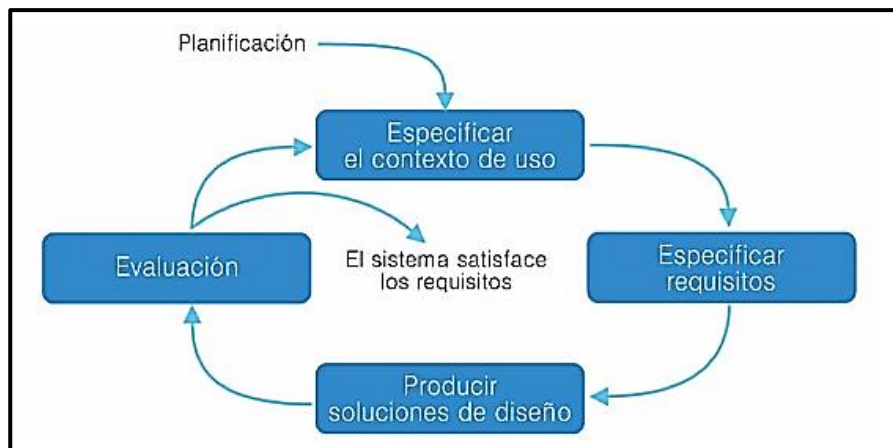 Planificación
Especificar
el contexto de uso
Evaluación
El sistema satisface
los requisitos
Especificar
requisitos
Producir
soluciones de diseño